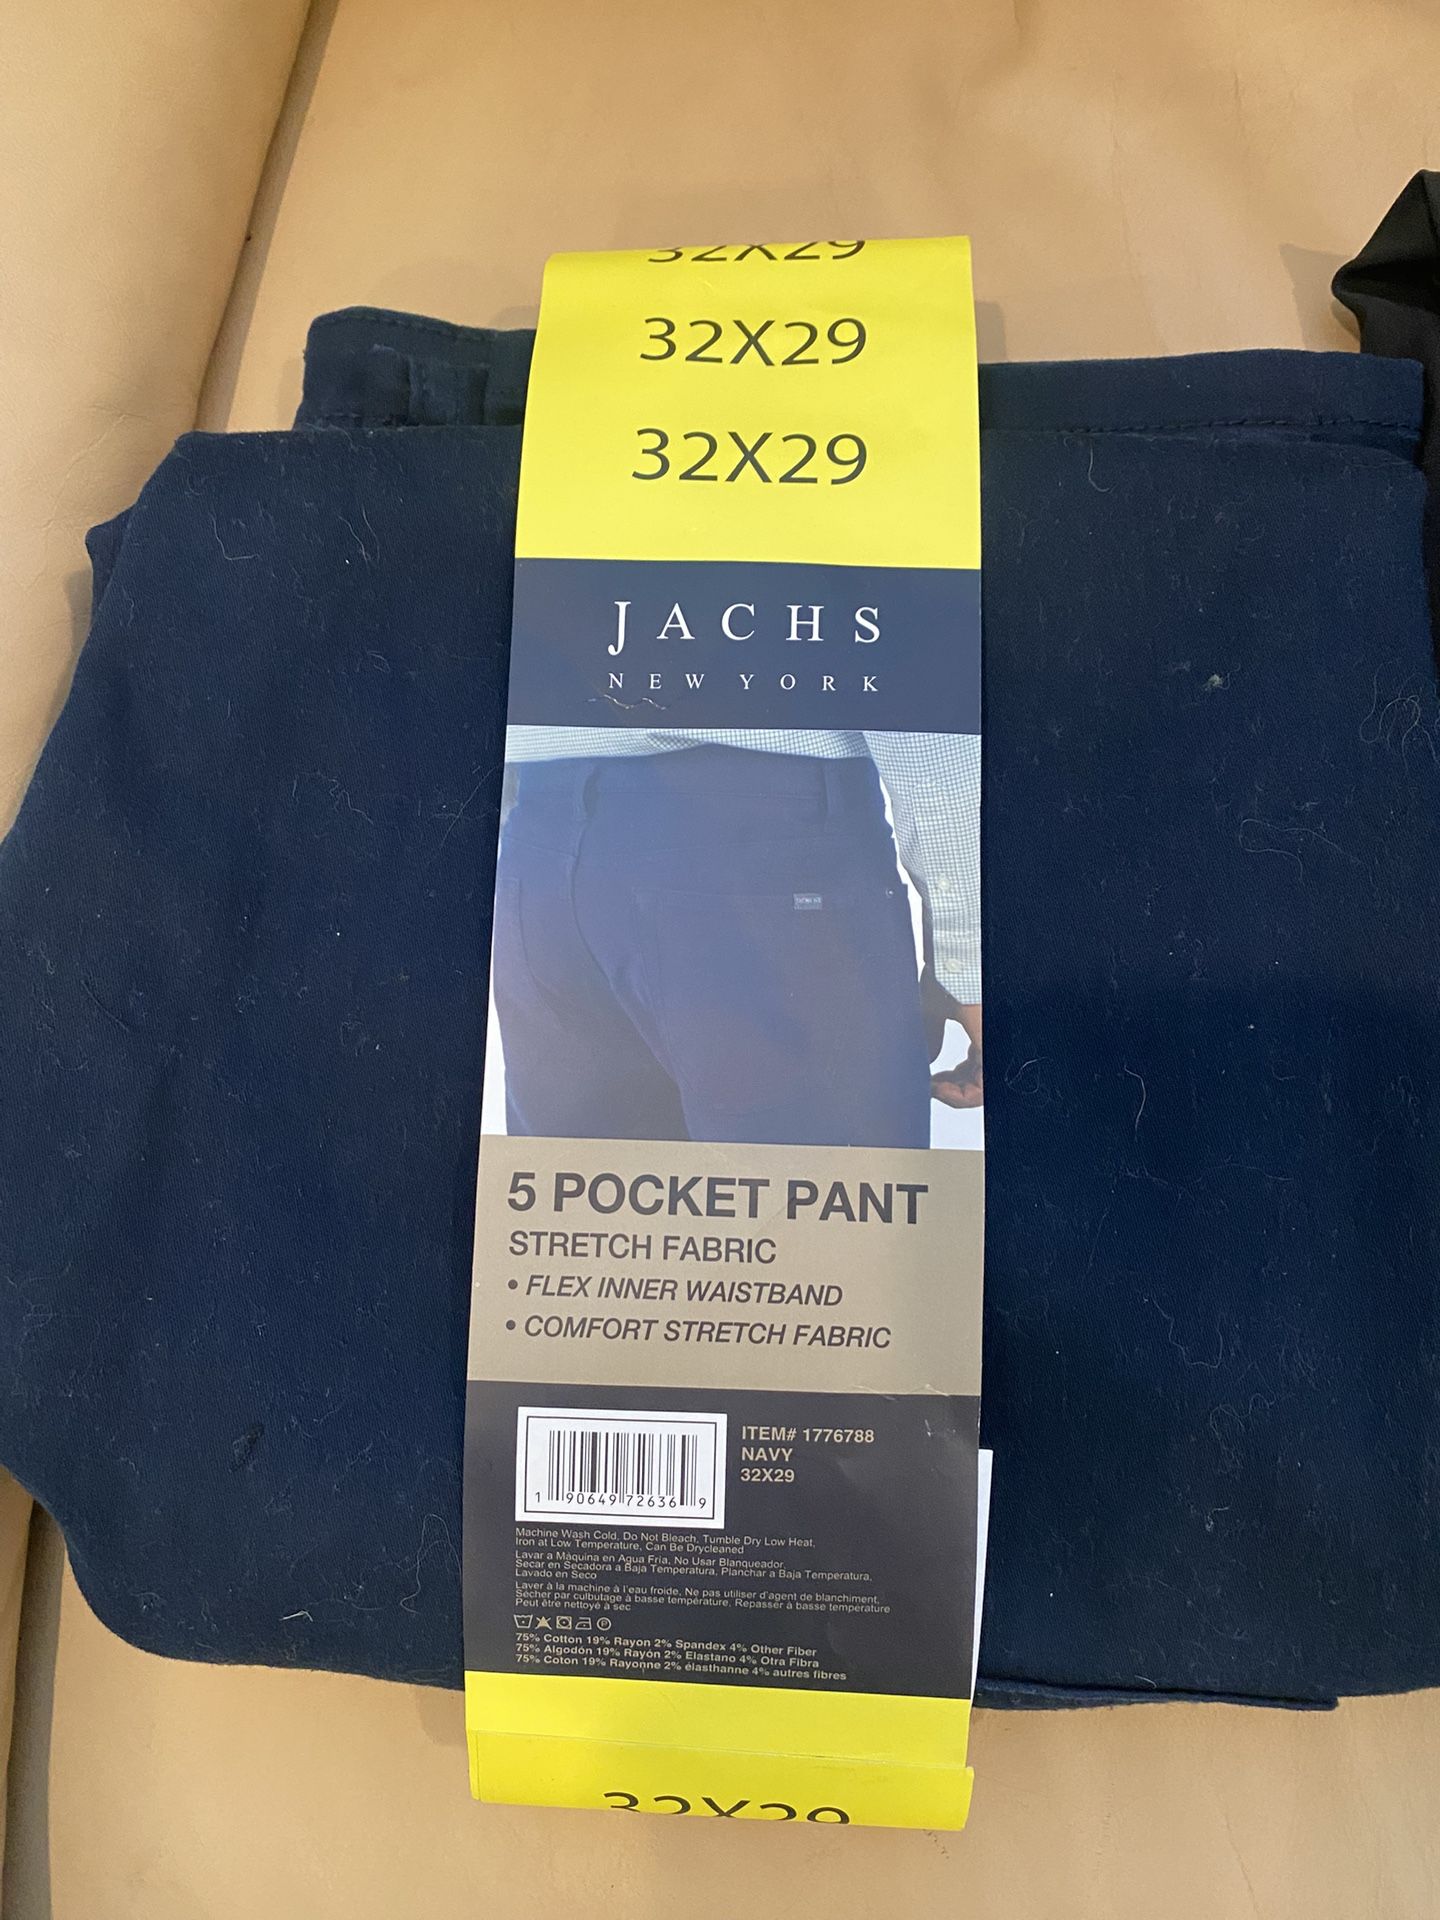 32X29
32X29
32X29
JACHS
NEW YORK
5 POCKET PANT
STRETCH FABRIC
• FLEX INNER WAISTBAND
• COMFORT STRETCH FABRIC
ITEM# 1776788
NAVY
32X29
1 90649 72636 9
Machine Wash Cold, Do Not Bleach, Tumble Dry Low Heat,
Iron at Low Temperature, Can Be Drycleaned
Lavar a Máquina en Agua Fria, No Usar Blanqueador,
Secar en Secadora a Baja Temperatura, Planchar a Baja Temperatura,
Lavado en Seco
Laver à la machine à l'eau froide, Ne pas utiliser d'agent de blanchiment,
Sécher par culbutage à basse température, Repasser à basse température
Peut être nettoyé à sec
75% Cotton 19% Rayon 2% Spandex 4% Other Fiber
75% Algodón 19% Rayón 2% Elastano 4% Otra Fibra
75% Coton 19% Rayonne 2% élasthanne 4% autres fibres
32X29